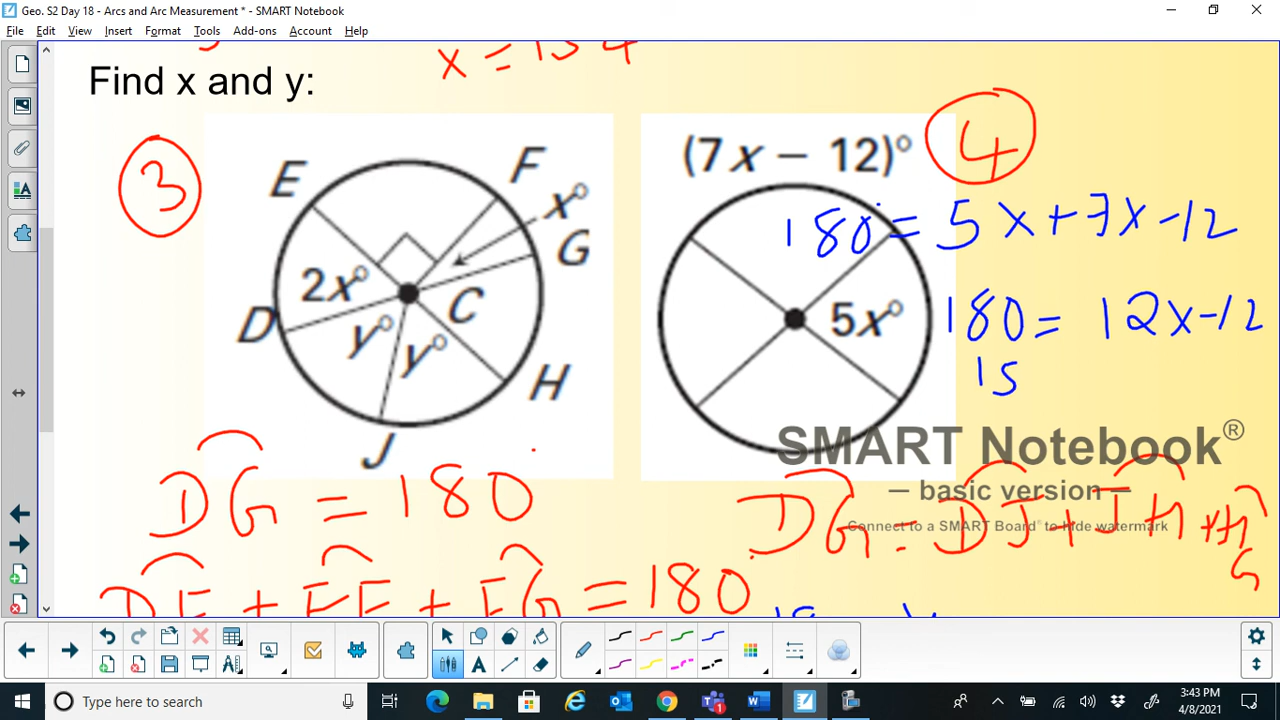 Geo. S2 Day 18 - Arcs and Arc Measurement * - SMART Notebook
File Edit View Insert Format Tools Add-ons Account Help
x = 154
Find x and y:
3
E
F
x°
G
2x°
C
D
y°
y°
H
J
(7x − 12)°
4
180 = 5x + 7x - 12
5x°
180 = 12x - 12
15
SMART Notebook®
— basic version —
Connect to a SMART Board® to hide watermark
DG = 180
DG = DJ + JH + HG
DE + EF + FG = 180
Type here to search
3:43 PM
4/8/2021